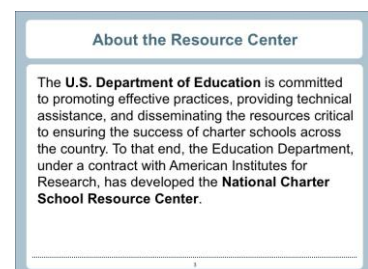 About the Resource Center
The U.S. Department of Education is committed
to promoting effective practices, providing technical
assistance, and disseminating the resources critical
to ensuring the success of charter schools across
the country. To that end, the Education Department,
under a contract with American Institutes for
Research, has developed the National Charter
School Resource Center.